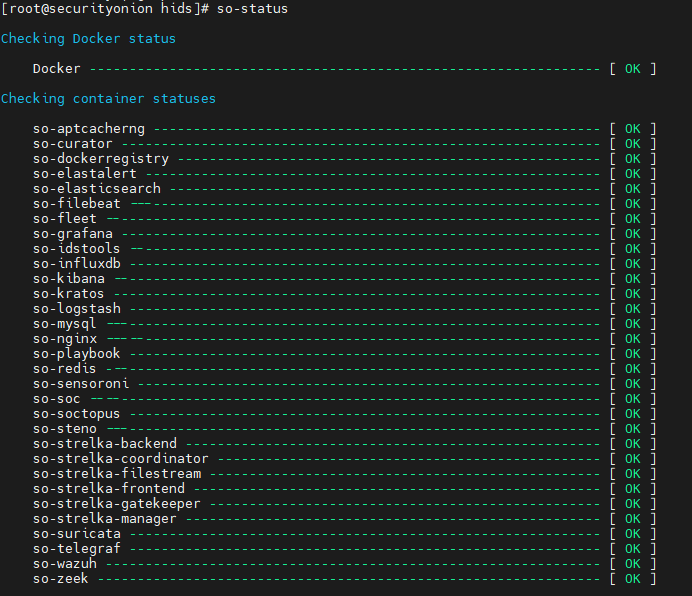 [root@securityonion hids]# so-status
Checking Docker status
Docker --------------------------------------------------------------- [ OK ]
Checking container statuses
so-aptcacherng -------------------------------------------------------- [ OK ]
so-curator ------------------------------------------------------------ [ OK ]
so-dockerregistry ----------------------------------------------------- [ OK ]
so-elastalert --------------------------------------------------------- [ OK ]
so-elasticsearch ------------------------------------------------------ [ OK ]
so-filebeat ----------------------------------------------------------- [ OK ]
so-fleet -------------------------------------------------------------- [ OK ]
so-grafana ------------------------------------------------------------ [ OK ]
so-idstools ----------------------------------------------------------- [ OK ]
so-influxdb ----------------------------------------------------------- [ OK ]
so-kibana ------------------------------------------------------------- [ OK ]
so-kratos ------------------------------------------------------------- [ OK ]
so-logstash ----------------------------------------------------------- [ OK ]
so-mysql -------------------------------------------------------------- [ OK ]
so-nginx -------------------------------------------------------------- [ OK ]
so-playbook ----------------------------------------------------------- [ OK ]
so-redis -------------------------------------------------------------- [ OK ]
so-sensoroni ---------------------------------------------------------- [ OK ]
so-soc ---------------------------------------------------------------- [ OK ]
so-soctopus ----------------------------------------------------------- [ OK ]
so-steno -------------------------------------------------------------- [ OK ]
so-strelka-backend ---------------------------------------------------- [ OK ]
so-strelka-coordinator ------------------------------------------------ [ OK ]
so-strelka-filestream ------------------------------------------------- [ OK ]
so-strelka-frontend --------------------------------------------------- [ OK ]
so-strelka-gatekeeper ------------------------------------------------- [ OK ]
so-strelka-manager ---------------------------------------------------- [ OK ]
so-suricata ----------------------------------------------------------- [ OK ]
so-telegraf ----------------------------------------------------------- [ OK ]
so-wazuh -------------------------------------------------------------- [ OK ]
so-zeek --------------------------------------------------------------- [ OK ]